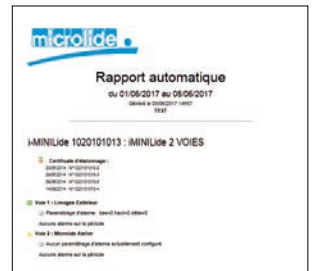 microlide
Rapport automatique
du 01/06/2017 au 08/06/2017
TEST
i-MINILide 1020101013 : iMINILide 2 VOIES
Certificats d'étalonnage :
Voie 1 : Limoges Extérieur
Paramétrage d'alarme
Aucune alarme sur la période
Voie 2 : Microlide Atelier
Aucun paramétrage d'alarme actuellement configuré
Aucune alarme sur la période